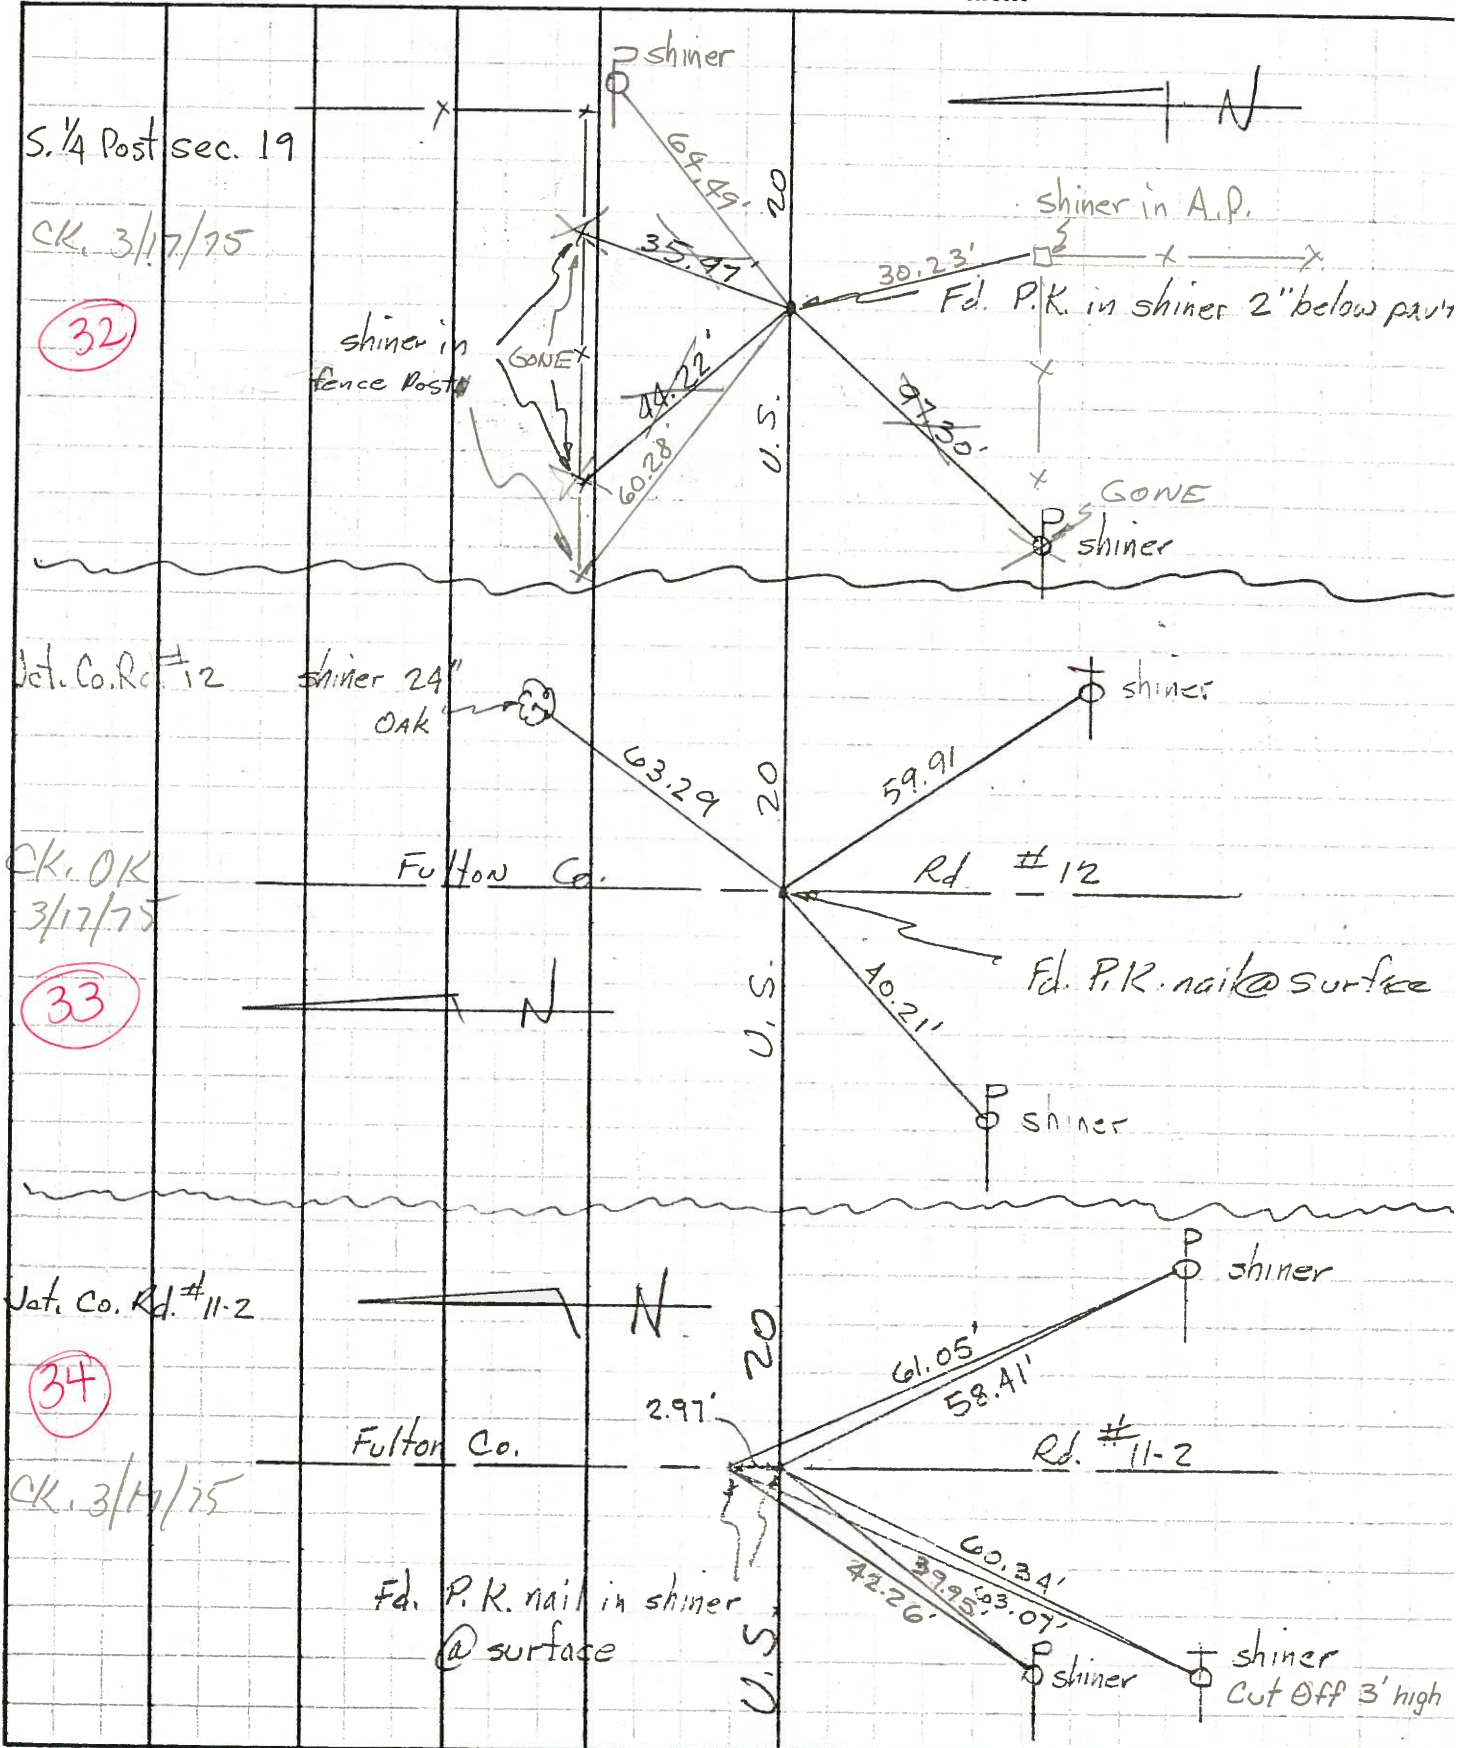 shiner
N
S. 1/4 Post sec. 19
64.49'
20
CK. 3/17/75
shiner in A.P.
35.97'
30.23'
Fd. P.K. in shiner 2" below pav't
32
shiner in
fence Posts
GONE
44.22'
60.28'
U.S.
97.30'
GONE
P
shiner
Jct. Co. Rd #12
shiner 24"
OAK
shiner
63.29
20
59.91
CK. OK
3/17/75
Fulton Co.
Rd #12
33
N
U.S.
40.21'
Fd. P.K. nail @ surface
P
shiner
P
shiner
Jct. Co. Rd. #11-2
N
20
61.05'
58.41'
34
2.97'
Fulton Co.
Rd. #11-2
CK. 3/17/75
60.34'
39.95'
63.07'
42.26'
Fd. P.K. nail in shiner
@ surface
U.S.
P
shiner
shiner
Cut Off 3' high